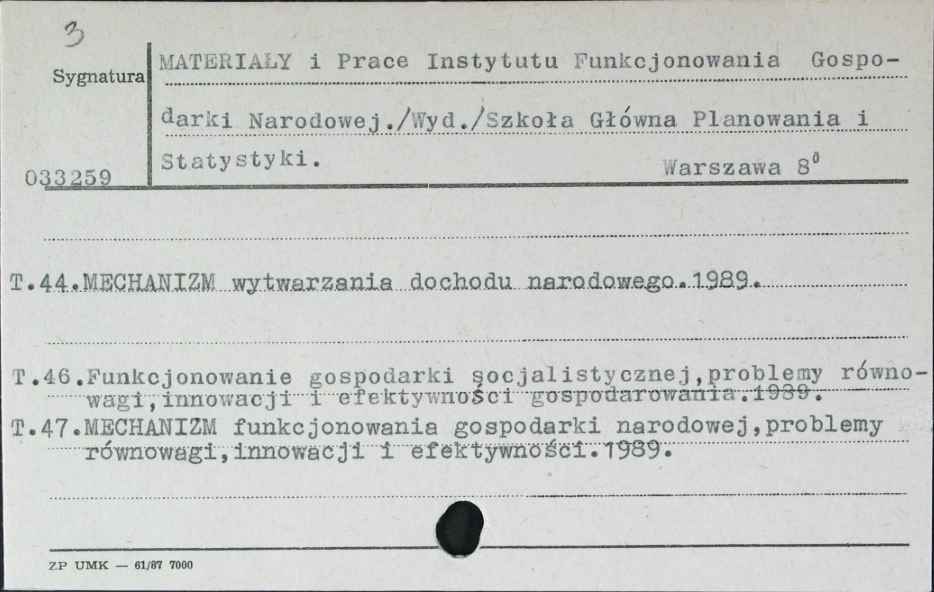 3
Sygnatura
MATERIAŁY i Prace Instytutu Funkcjonowania Gospo-
darki Narodowej./Wyd./Szkoła Główna Planowania i
Statystyki. Warszawa 8⁰
033259
T.44.MECHANIZM wytwarzania dochodu narodowego.1989.
T.46.Funkcjonowanie gospodarki socjalistycznej,problemy równo-
wagi,innowacji i efektywności gospodarowania.1989.
T.47.MECHANIZM funkcjonowania gospodarki narodowej,problemy
równowagi,innowacji i efektywności.1989.
ZP UMK — 61/87 7000